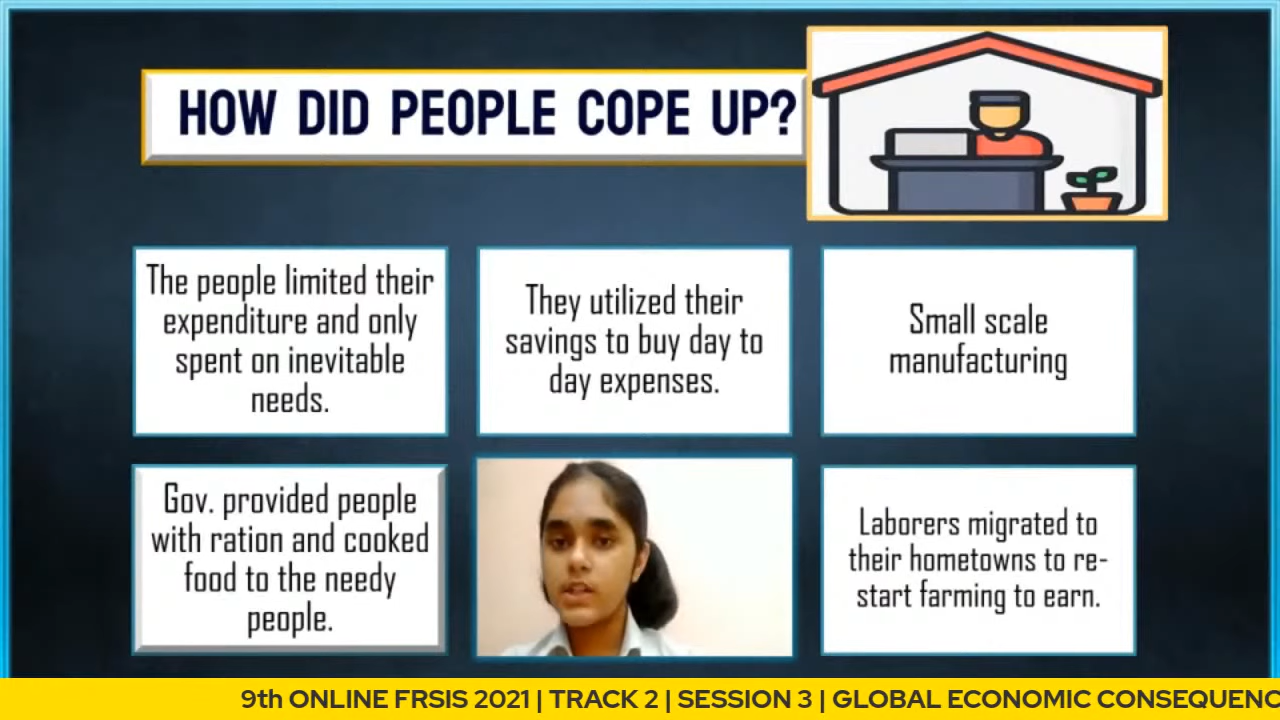 HOW DID PEOPLE COPE UP?
The people limited their
expenditure and only
spent on inevitable
needs.
They utilized their
savings to buy day to
day expenses.
Small scale
manufacturing
Gov. provided people
with ration and cooked
food to the needy
people.
Laborers migrated to
their hometowns to re-
start farming to earn.
9th ONLINE FRSIS 2021 | TRACK 2 | SESSION 3 | GLOBAL ECONOMIC CONSEQUENC